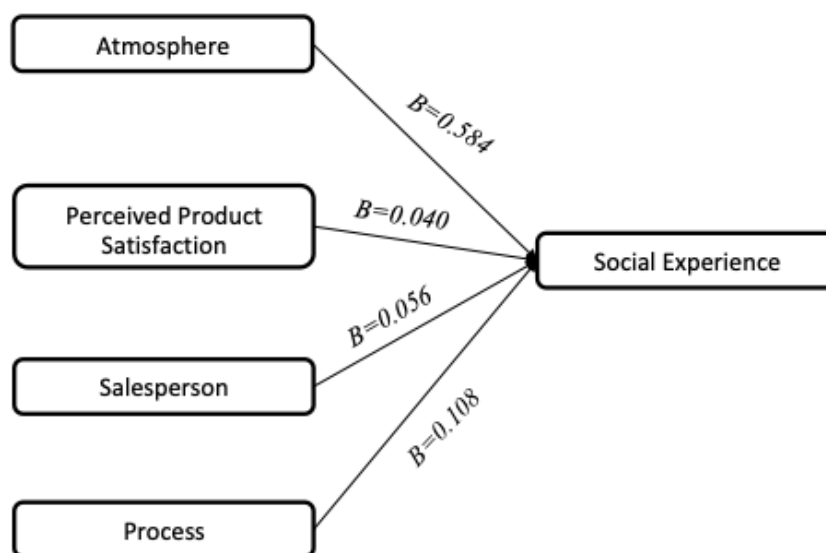 Atmosphere
B=0.584
Perceived Product
Satisfaction
B=0.040
Social Experience
B=0.056
Salesperson
B=0.108
Process